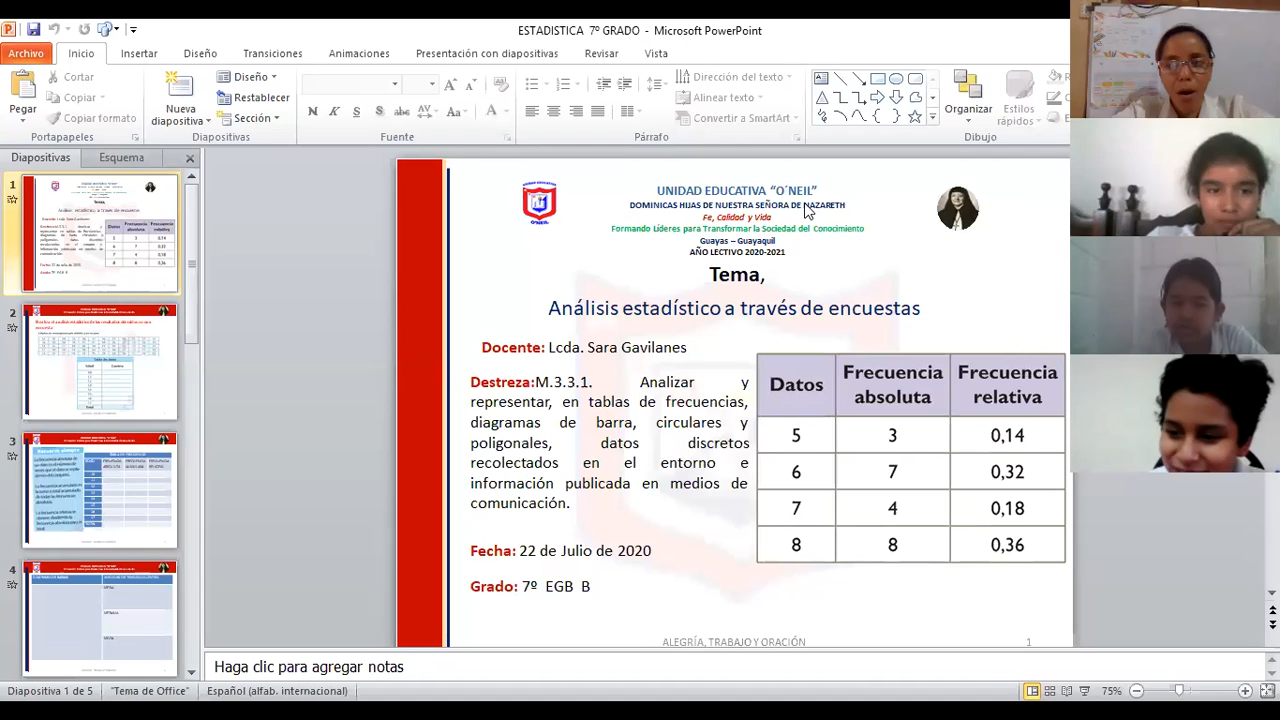 ESTADISTICA 7º GRADO - Microsoft PowerPoint
Archivo
Inicio
Insertar
Diseño
Transiciones
Animaciones
Presentación con diapositivas
Revisar
Vista
Pegar
Cortar
Copiar
Copiar formato
Portapapeles
Nueva
diapositiva
Diseño
Restablecer
Sección
Diapositivas
Fuente
Dirección del texto
Alinear texto
Convertir a SmartArt
Párrafo
Organizar
Estilos
rápidos
Dibujo
Diapositivas
Esquema
1
2
3
4
UNIDAD EDUCATIVA "O´NEIL"
DOMINICAS HIJAS DE NUESTRA SEÑORA DE NAZARETH
Fe, Calidad y Vida
Formando Líderes para Transformar la Sociedad del Conocimiento
Guayas – Guayaquil
AÑO LECTIVO 2020-2021
Tema,
Análisis estadístico a través de encuestas
Docente: Lcda. Sara Gavilanes
Destreza:M.3.3.1. Analizar y
representar, en tablas de frecuencias,
diagramas de barra, circulares y
poligonales datos discretos
recolectados en el entorno e
información publicada en medios de
comunicación.
Fecha: 22 de Julio de 2020
Grado: 7º EGB B
Datos Frecuencia absoluta Frecuencia relativa
5 3 0,14
7 0,32
7 4 0,18
8 8 0,36
ALEGRÍA, TRABAJO Y ORACIÓN 1
Haga clic para agregar notas
Diapositiva 1 de 5
"Tema de Office"
Español (alfab. internacional)
75%